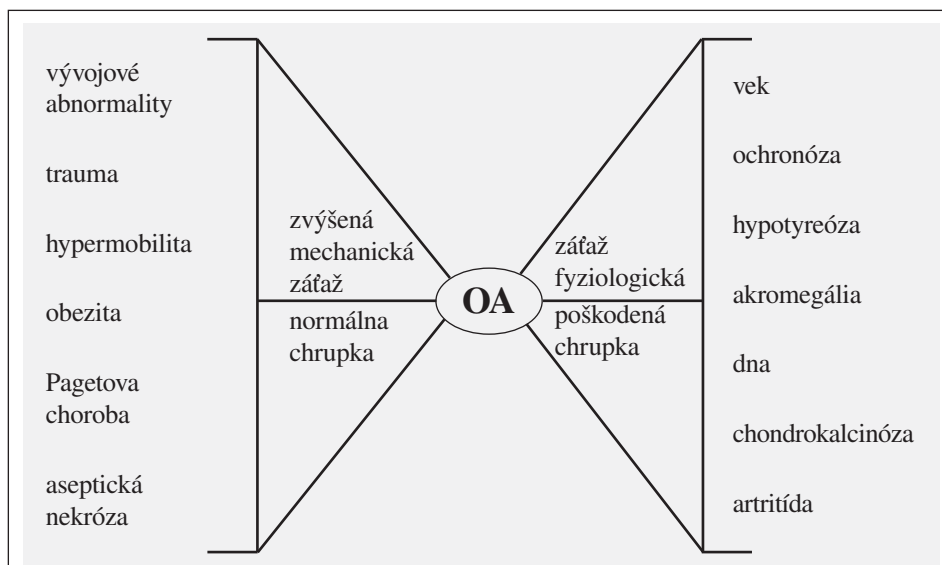 vývojové
abnormality
trauma
hypermobilita
obezita
Pagetova
choroba
aseptická
nekróza
zvýšená
mechanická
záťaž
normálna
chrupka
OA
záťaž
fyziologická
poškodená
chrupka
vek
ochronóza
hypotyreóza
akromegália
dna
chondrokalcinóza
artritída